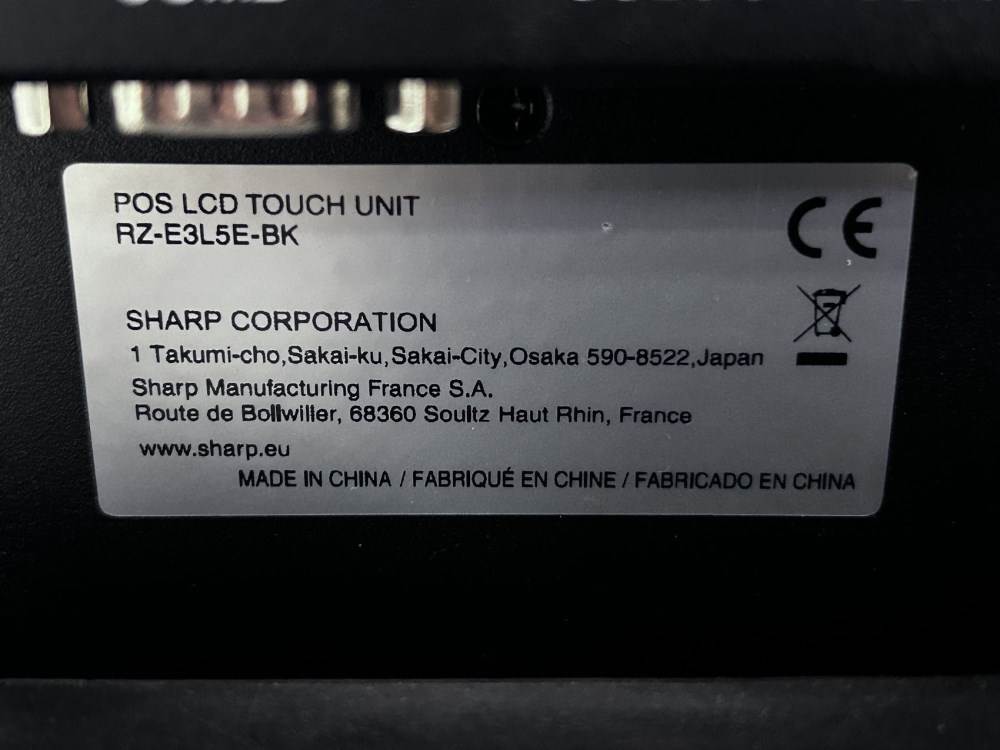 POS LCD TOUCH UNIT
RZ-E3L5E-BK
CE
SHARP CORPORATION
1 Takumi-cho,Sakai-ku,Sakai-City,Osaka 590-8522,Japan
Sharp Manufacturing France S.A.
Route de Bollwiller, 68360 Soultz Haut Rhin, France
www.sharp.eu
MADE IN CHINA / FABRIQUÉ EN CHINE / FABRICADO EN CHINA